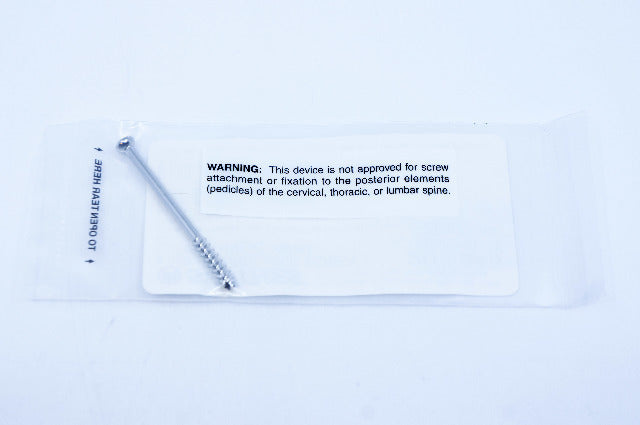 WARNING: This device is not approved for screw
attachment or fixation to the posterior elements
(pedicles) of the cervical, thoracic, or lumbar spine.
TO OPEN TEAR HERE